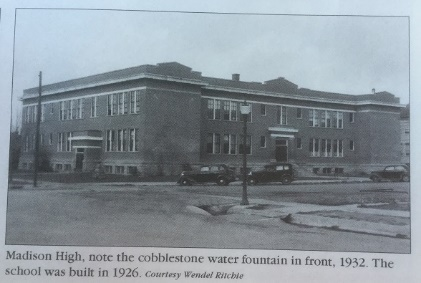 Madison High, note the cobblestone water fountain in front, 1932. The
school was built in 1926. Courtesy Wendel Ritchie